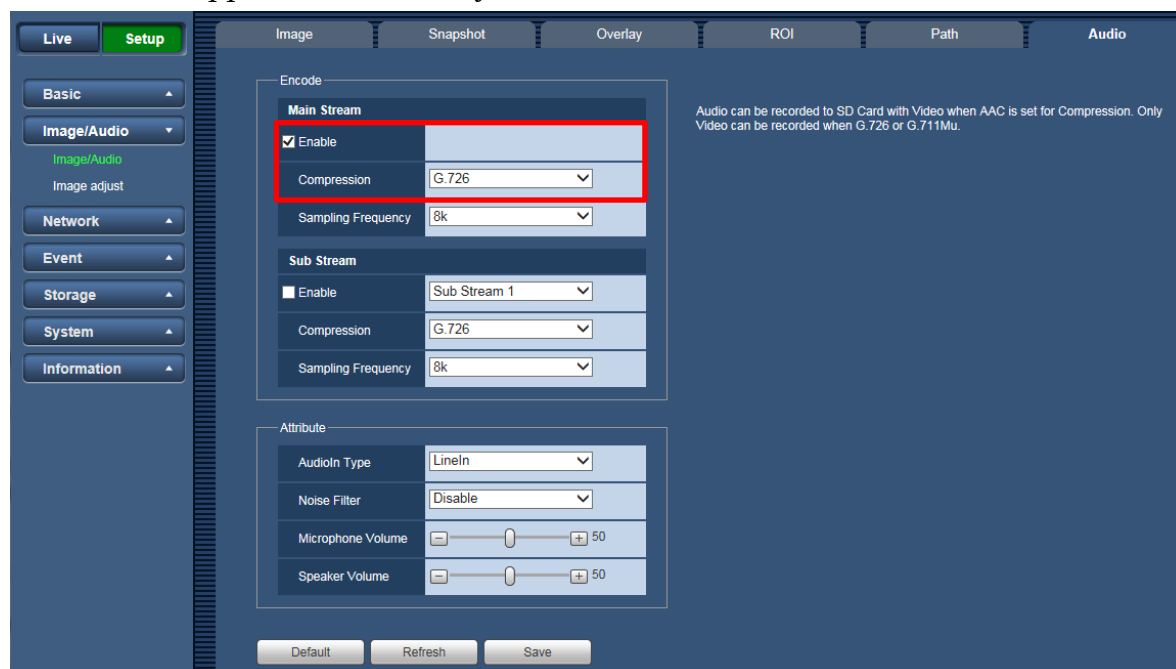 Live Setup Image Snapshot Overlay ROI Path Audio
Basic
Image/Audio
Image/Audio
Image adjust
Network
Event
Storage
System
Information
Encode
Main Stream
Enable
Compression G.726
Sampling Frequency 8k
Sub Stream
Enable Sub Stream 1
Compression G.726
Sampling Frequency 8k
Attribute
AudioIn Type LineIn
Noise Filter Disable
Microphone Volume 50
Speaker Volume 50
Default Refresh Save
Audio can be recorded to SD Card with Video when AAC is set for Compression. Only
Video can be recorded when G.726 or G.711Mu.